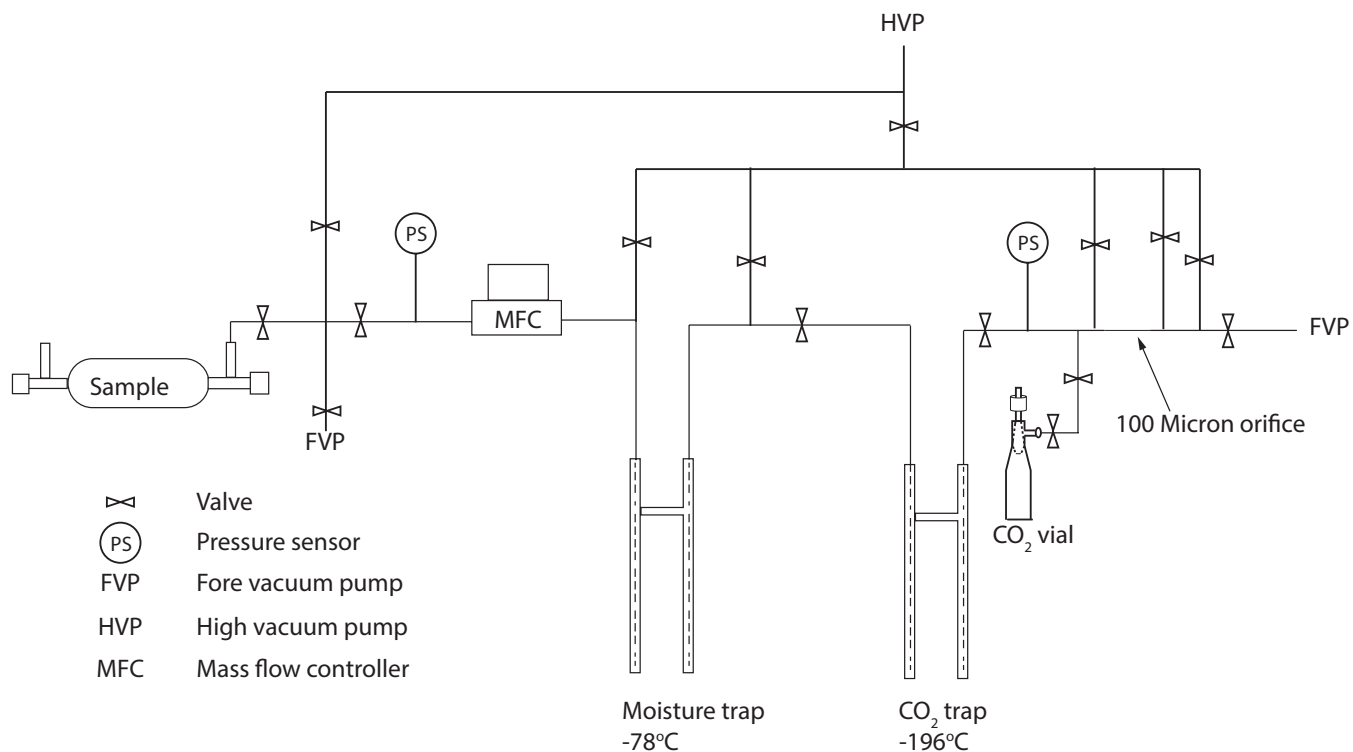 HVP
PS
PS
MFC
FVP
Sample
100 Micron orifice
FVP
CO₂ vial
Valve
PS Pressure sensor
FVP Fore vacuum pump
HVP High vacuum pump
MFC Mass flow controller
Moisture trap
-78°C
CO₂ trap
-196°C